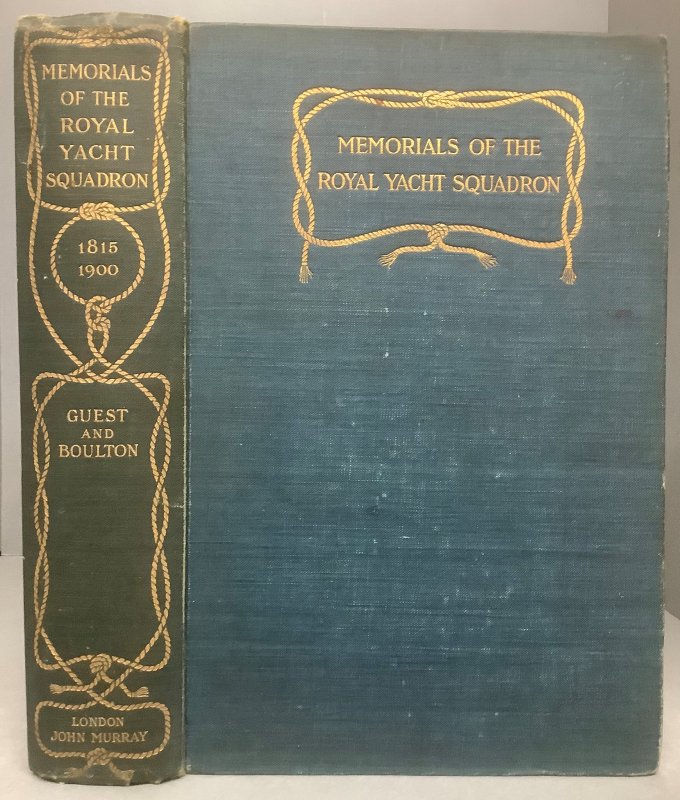 MEMORIALS
OF THE
ROYAL
YACHT
SQUADRON
1815
1900
GUEST
AND
BOULTON
LONDON
JOHN MURRAY
MEMORIALS OF THE
ROYAL YACHT SQUADRON